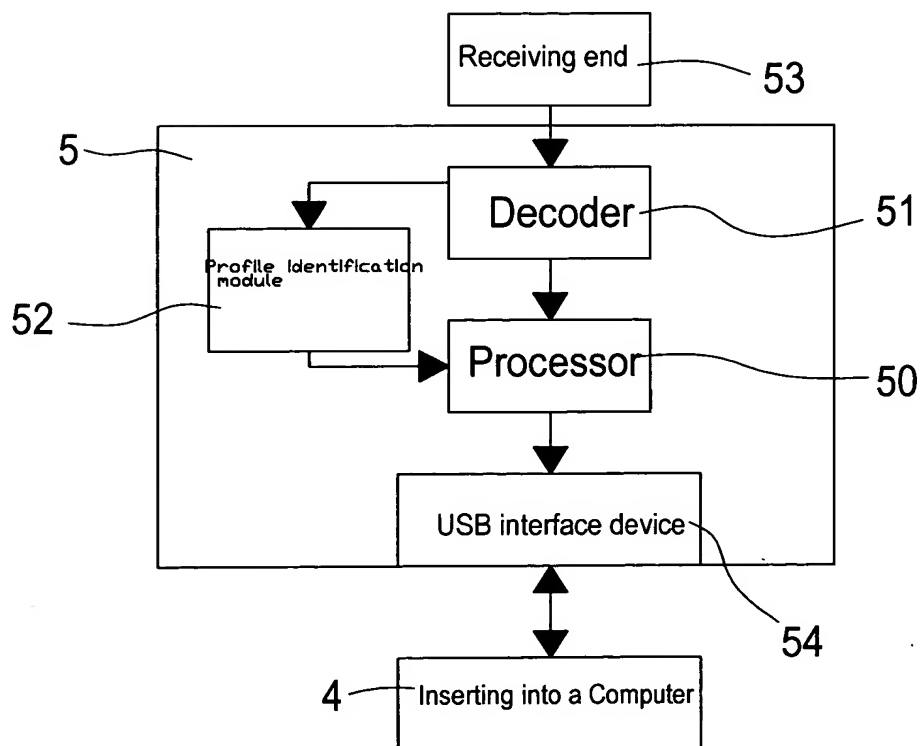 Receiving end
53
5
Decoder
51
Profile identification
module
52
Processor
50
USB interface device
54
4
Inserting into a Computer